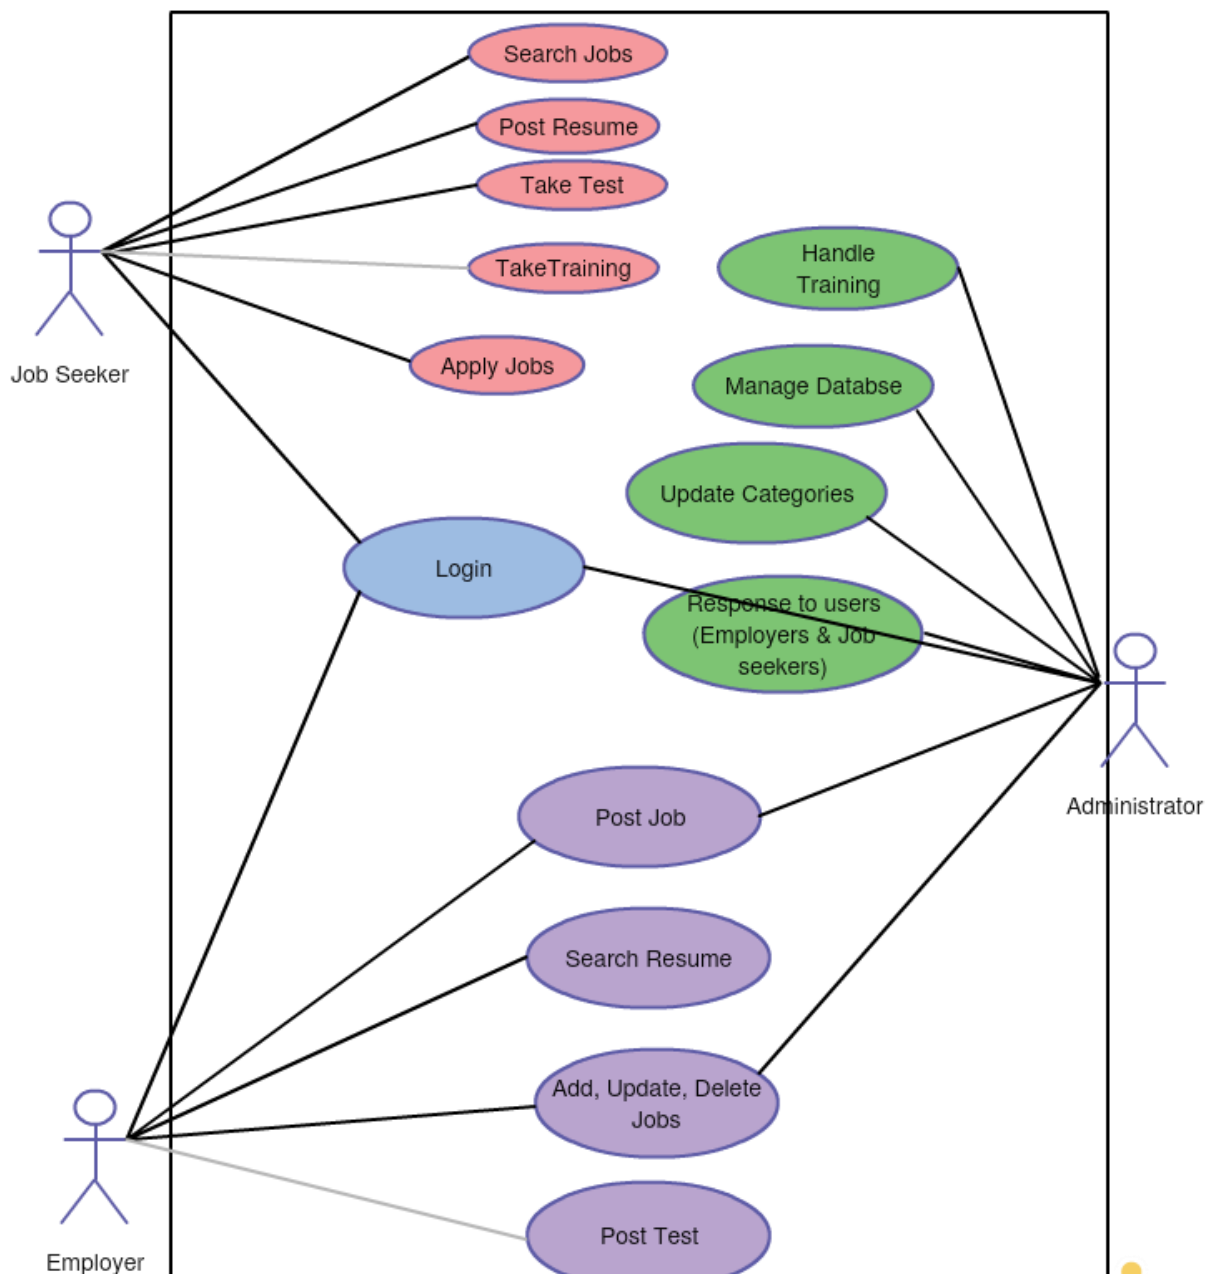 Search Jobs
Post Resume
Take Test
TakeTraining
Handle
Training
Job Seeker
Apply Jobs
Manage Databse
Update Categories
Login
Response to users
(Employers & Job
seekers)
Administrator
Post Job
Search Resume
Add, Update, Delete
Jobs
Post Test
Employer